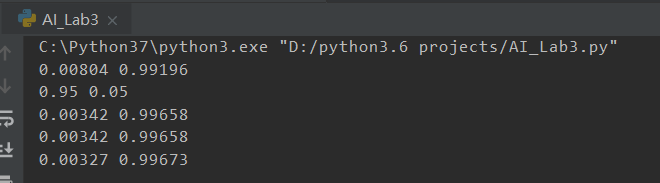 AI_Lab3
C:\Python37\python3.exe "D:/python3.6 projects/AI_Lab3.py"
0.00804 0.99196
0.95 0.05
0.00342 0.99658
0.00342 0.99658
0.00327 0.99673